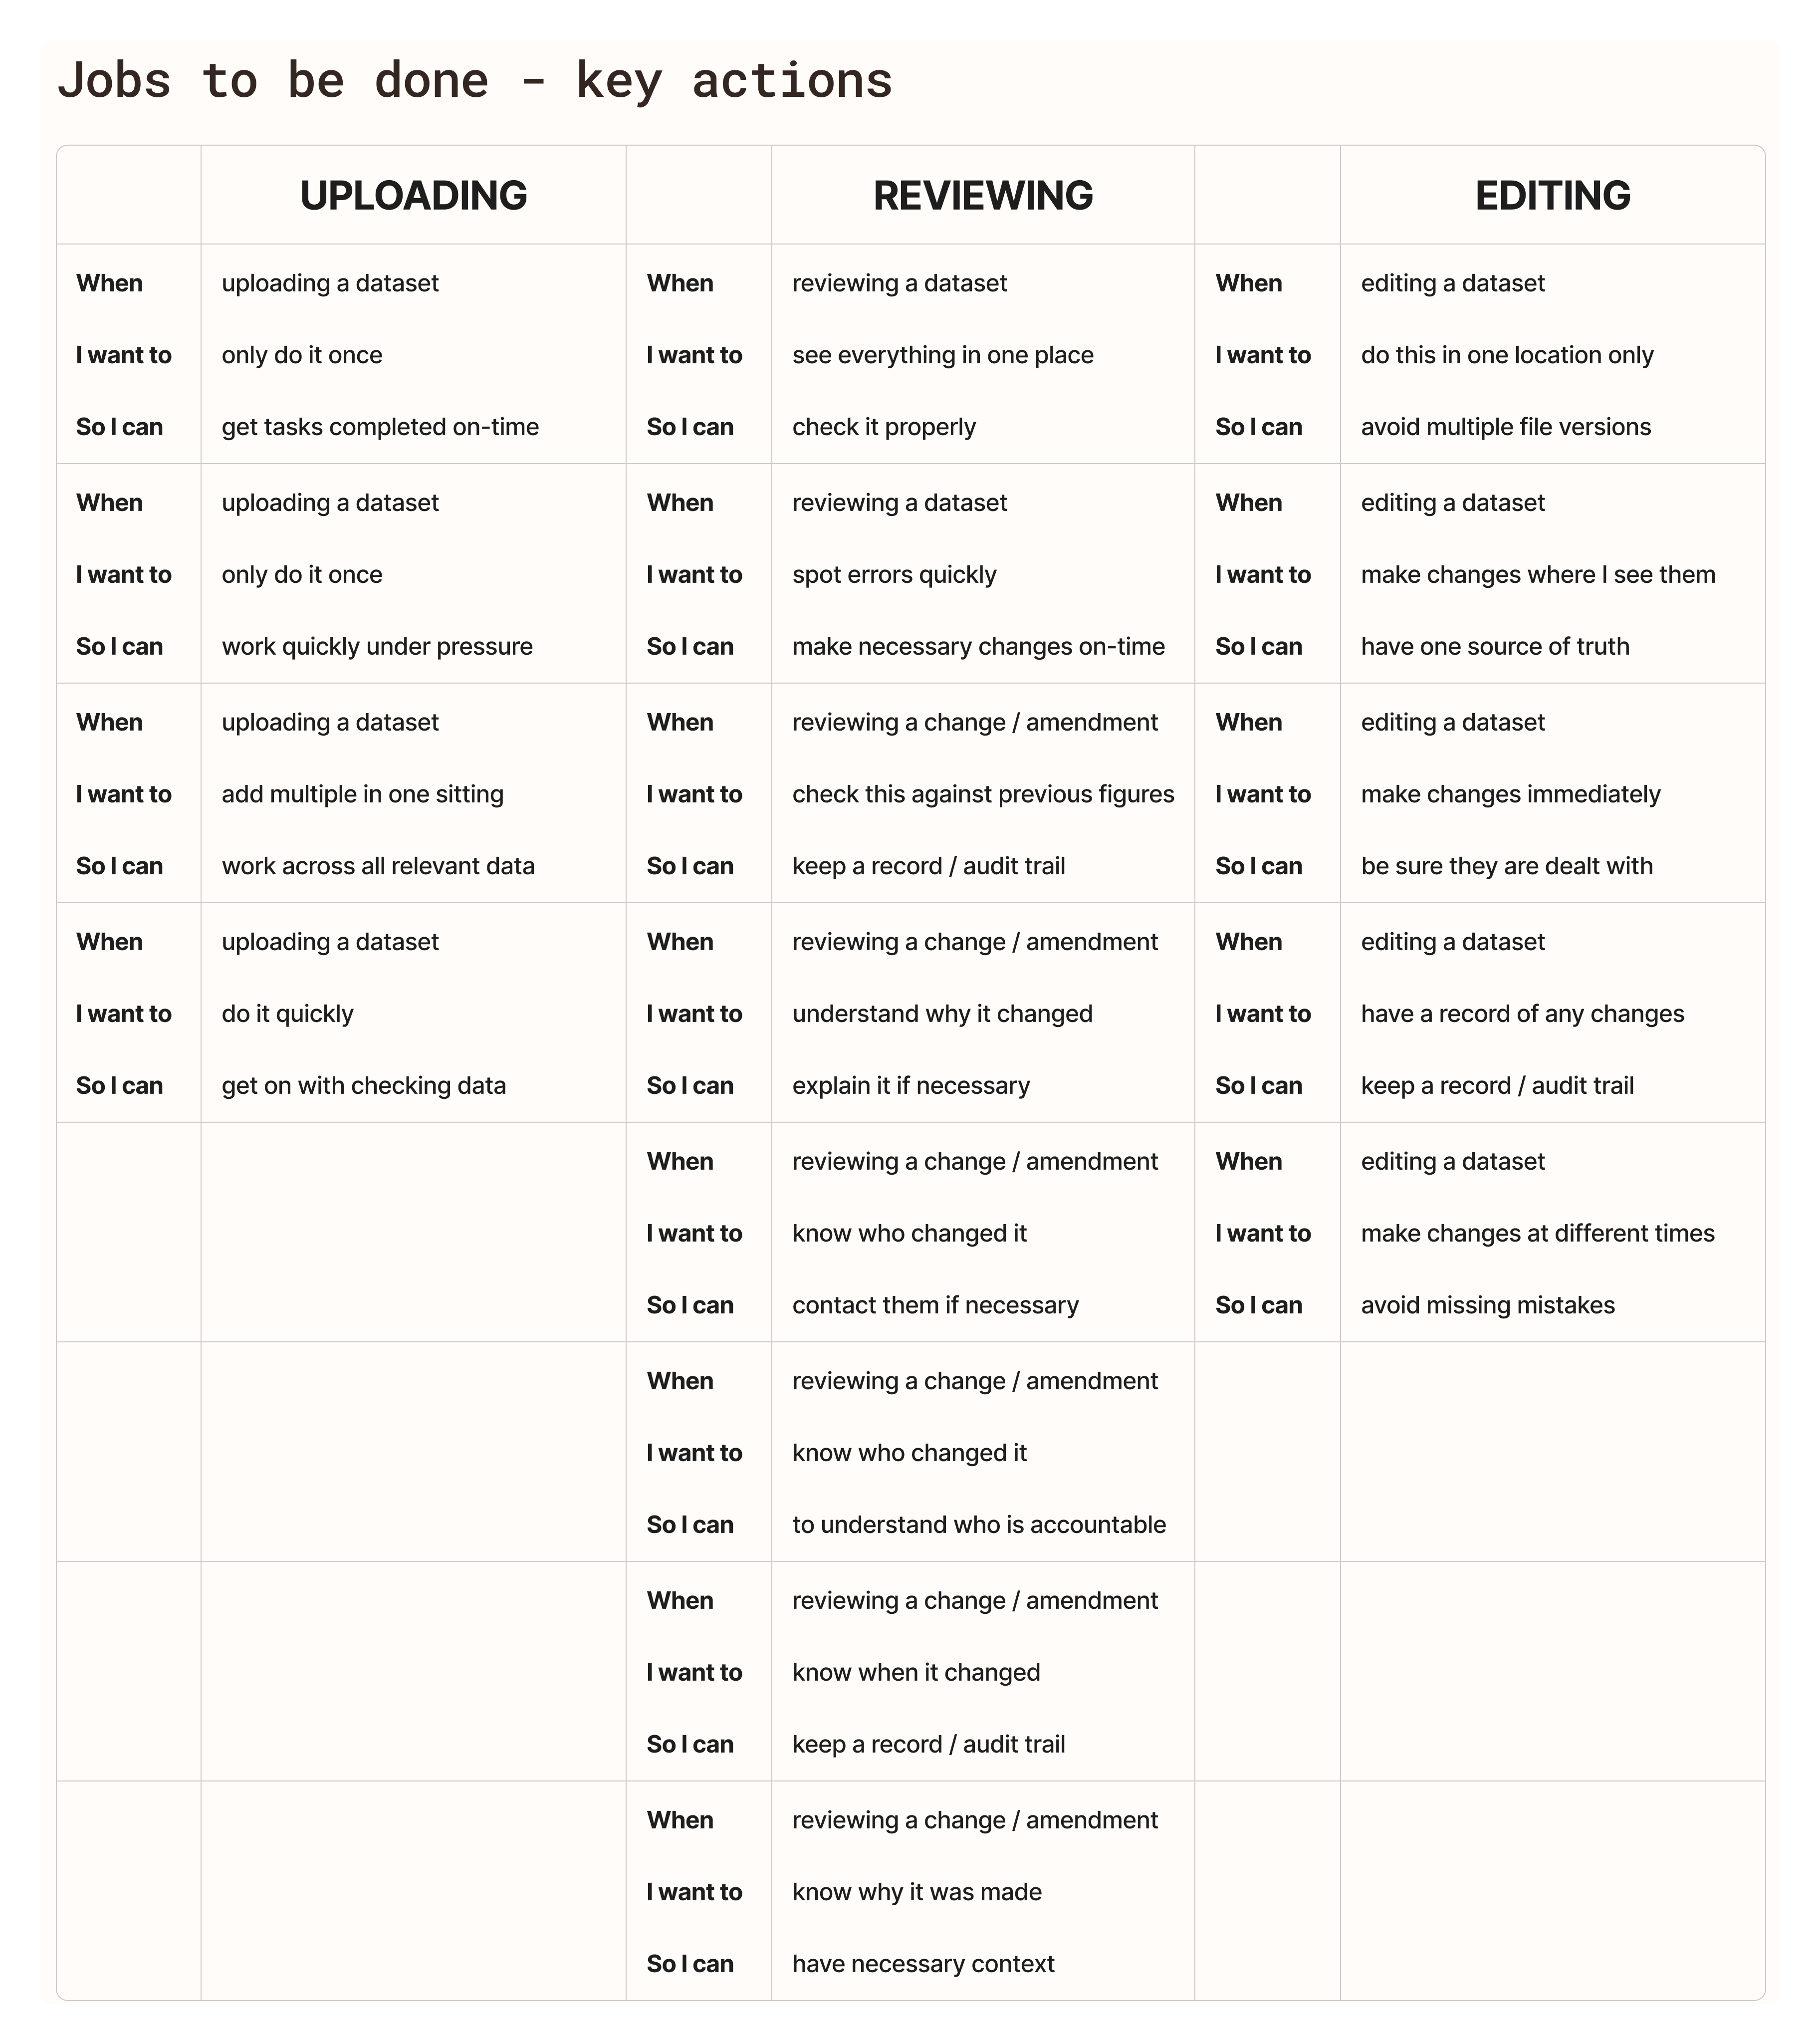 Jobs to be done - key actions
UPLOADING REVIEWING EDITING
When uploading a dataset When reviewing a dataset When editing a dataset
I want to only do it once I want to see everything in one place I want to do this in one location only
So I can get tasks completed on-time So I can check it properly So I can avoid multiple file versions
When uploading a dataset When reviewing a dataset When editing a dataset
I want to only do it once I want to spot errors quickly I want to make changes where I see them
So I can work quickly under pressure So I can make necessary changes on-time So I can have one source of truth
When uploading a dataset When reviewing a change / amendment When editing a dataset
I want to add multiple in one sitting I want to check this against previous figures I want to make changes immediately
So I can work across all relevant data So I can keep a record / audit trail So I can be sure they are dealt with
When uploading a dataset When reviewing a change / amendment When editing a dataset
I want to do it quickly I want to understand why it changed I want to have a record of any changes
So I can get on with checking data So I can explain it if necessary So I can keep a record / audit trail
When reviewing a change / amendment When editing a dataset
I want to know who changed it I want to make changes at different times
So I can contact them if necessary So I can avoid missing mistakes
When reviewing a change / amendment
I want to know who changed it
So I can to understand who is accountable
When reviewing a change / amendment
I want to know when it changed
So I can keep a record / audit trail
When reviewing a change / amendment
I want to know why it was made
So I can have necessary context